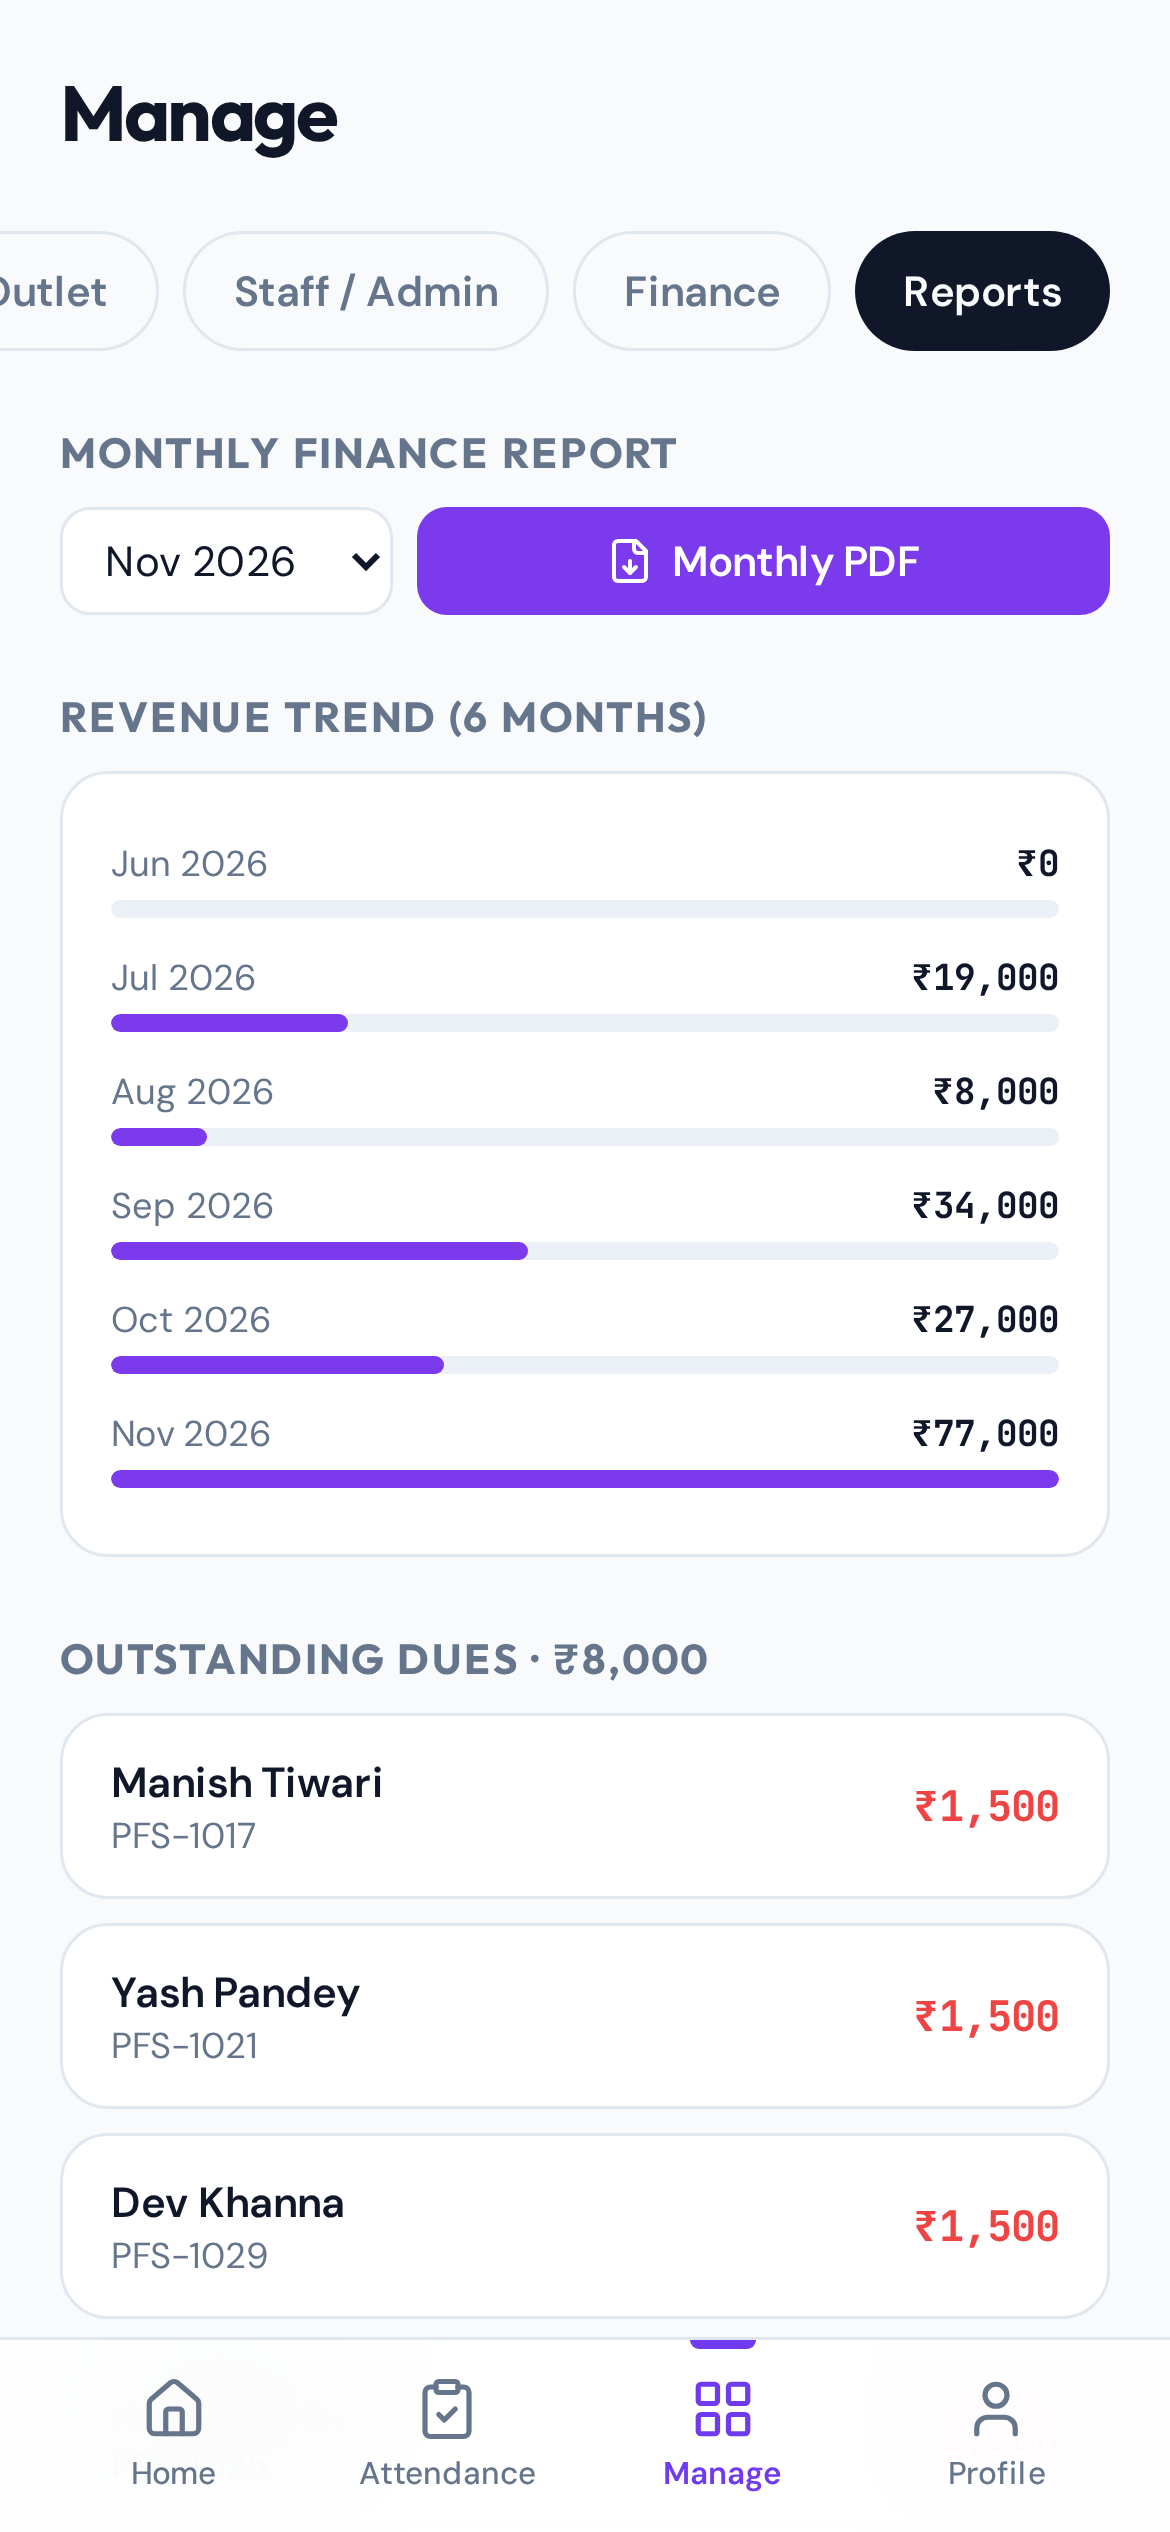 Manage
Outlet
Staff / Admin
Finance
Reports
MONTHLY FINANCE REPORT
Nov 2026
Monthly PDF
REVENUE TREND (6 MONTHS)
Jun 2026 ₹0
Jul 2026 ₹19,000
Aug 2026 ₹8,000
Sep 2026 ₹34,000
Oct 2026 ₹27,000
Nov 2026 ₹77,000
OUTSTANDING DUES · ₹8,000
Manish Tiwari
PFS-1017
₹1,500
Yash Pandey
PFS-1021
₹1,500
Dev Khanna
PFS-1029
₹1,500
Home
Attendance
Manage
Profile